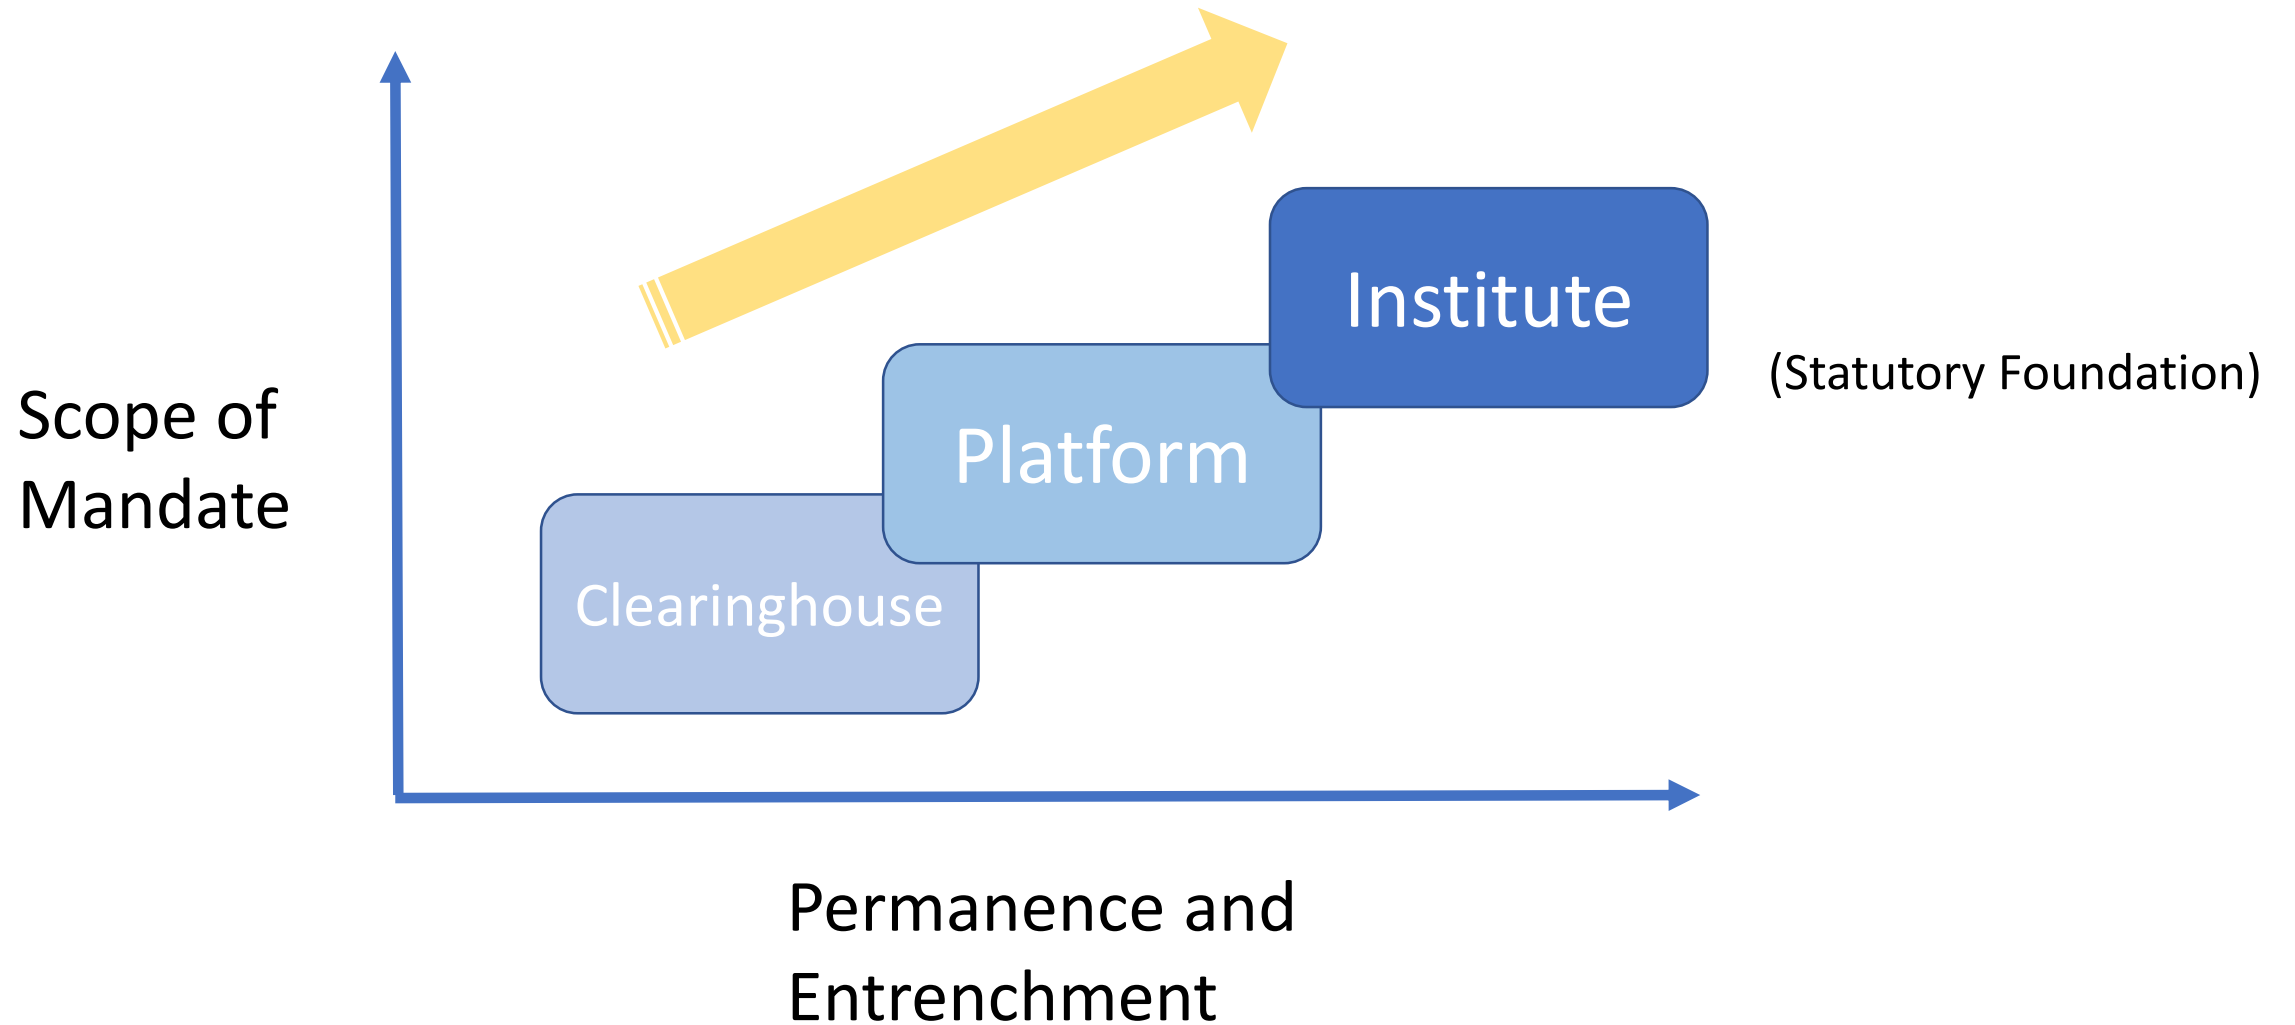 Institute
(Statutory Foundation)
Scope of
Mandate
Platform
Clearinghouse
Permanence and
Entrenchment